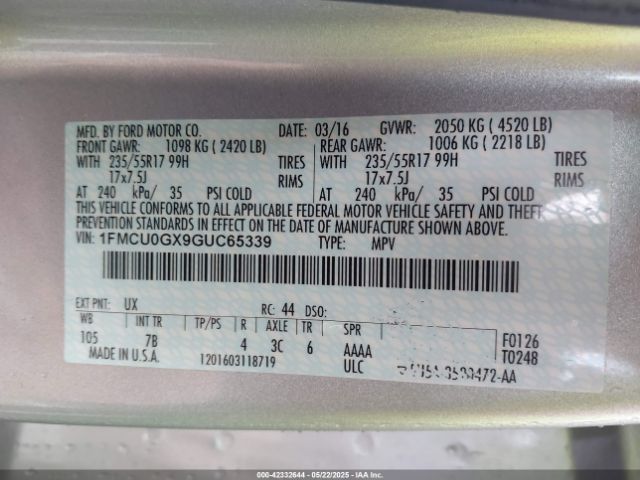 MFD. BY FORD MOTOR CO. DATE: 03/16 GVWR: 2050 KG ( 4520 LB)
FRONT GAWR: 1098 KG ( 2420 LB) REAR GAWR: 1006 KG ( 2218 LB)
WITH 235/55R17 99H TIRES WITH 235/55R17 99H TIRES
17x7.5J RIMS 17x7.5J RIMS
AT 240 kPa/ 35 PSI COLD AT 240 kPa/ 35 PSI COLD
THIS VEHICLE CONFORMS TO ALL APPLICABLE FEDERAL MOTOR VEHICLE SAFETY AND THEFT
PREVENTION STANDARDS IN EFFECT ON THE DATE OF MANUFACTURE SHOWN ABOVE.
VIN: 1FMCU0GX9GUC65339 TYPE: MPV
EXT PNT: UX RC: 44 DSO:
WB INT TR TP/PS R AXLE TR SPR
105 7B 4 3C 6 AAAA F0126
MADE IN U.S.A. 1201603118719 ULC T0248
000-42332644 — 05/22/2025 — IAA Inc.